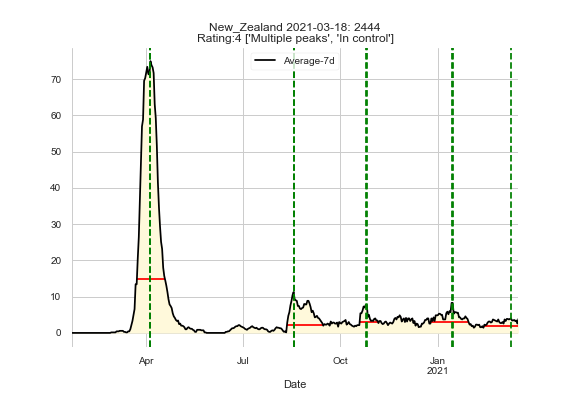 New_Zealand 2021-03-18: 2444
Rating:4 ['Multiple peaks', 'In control']
Average-7d
70
60
50
40
30
20
10
0
Apr
Jul
Oct
Jan
2021
Date